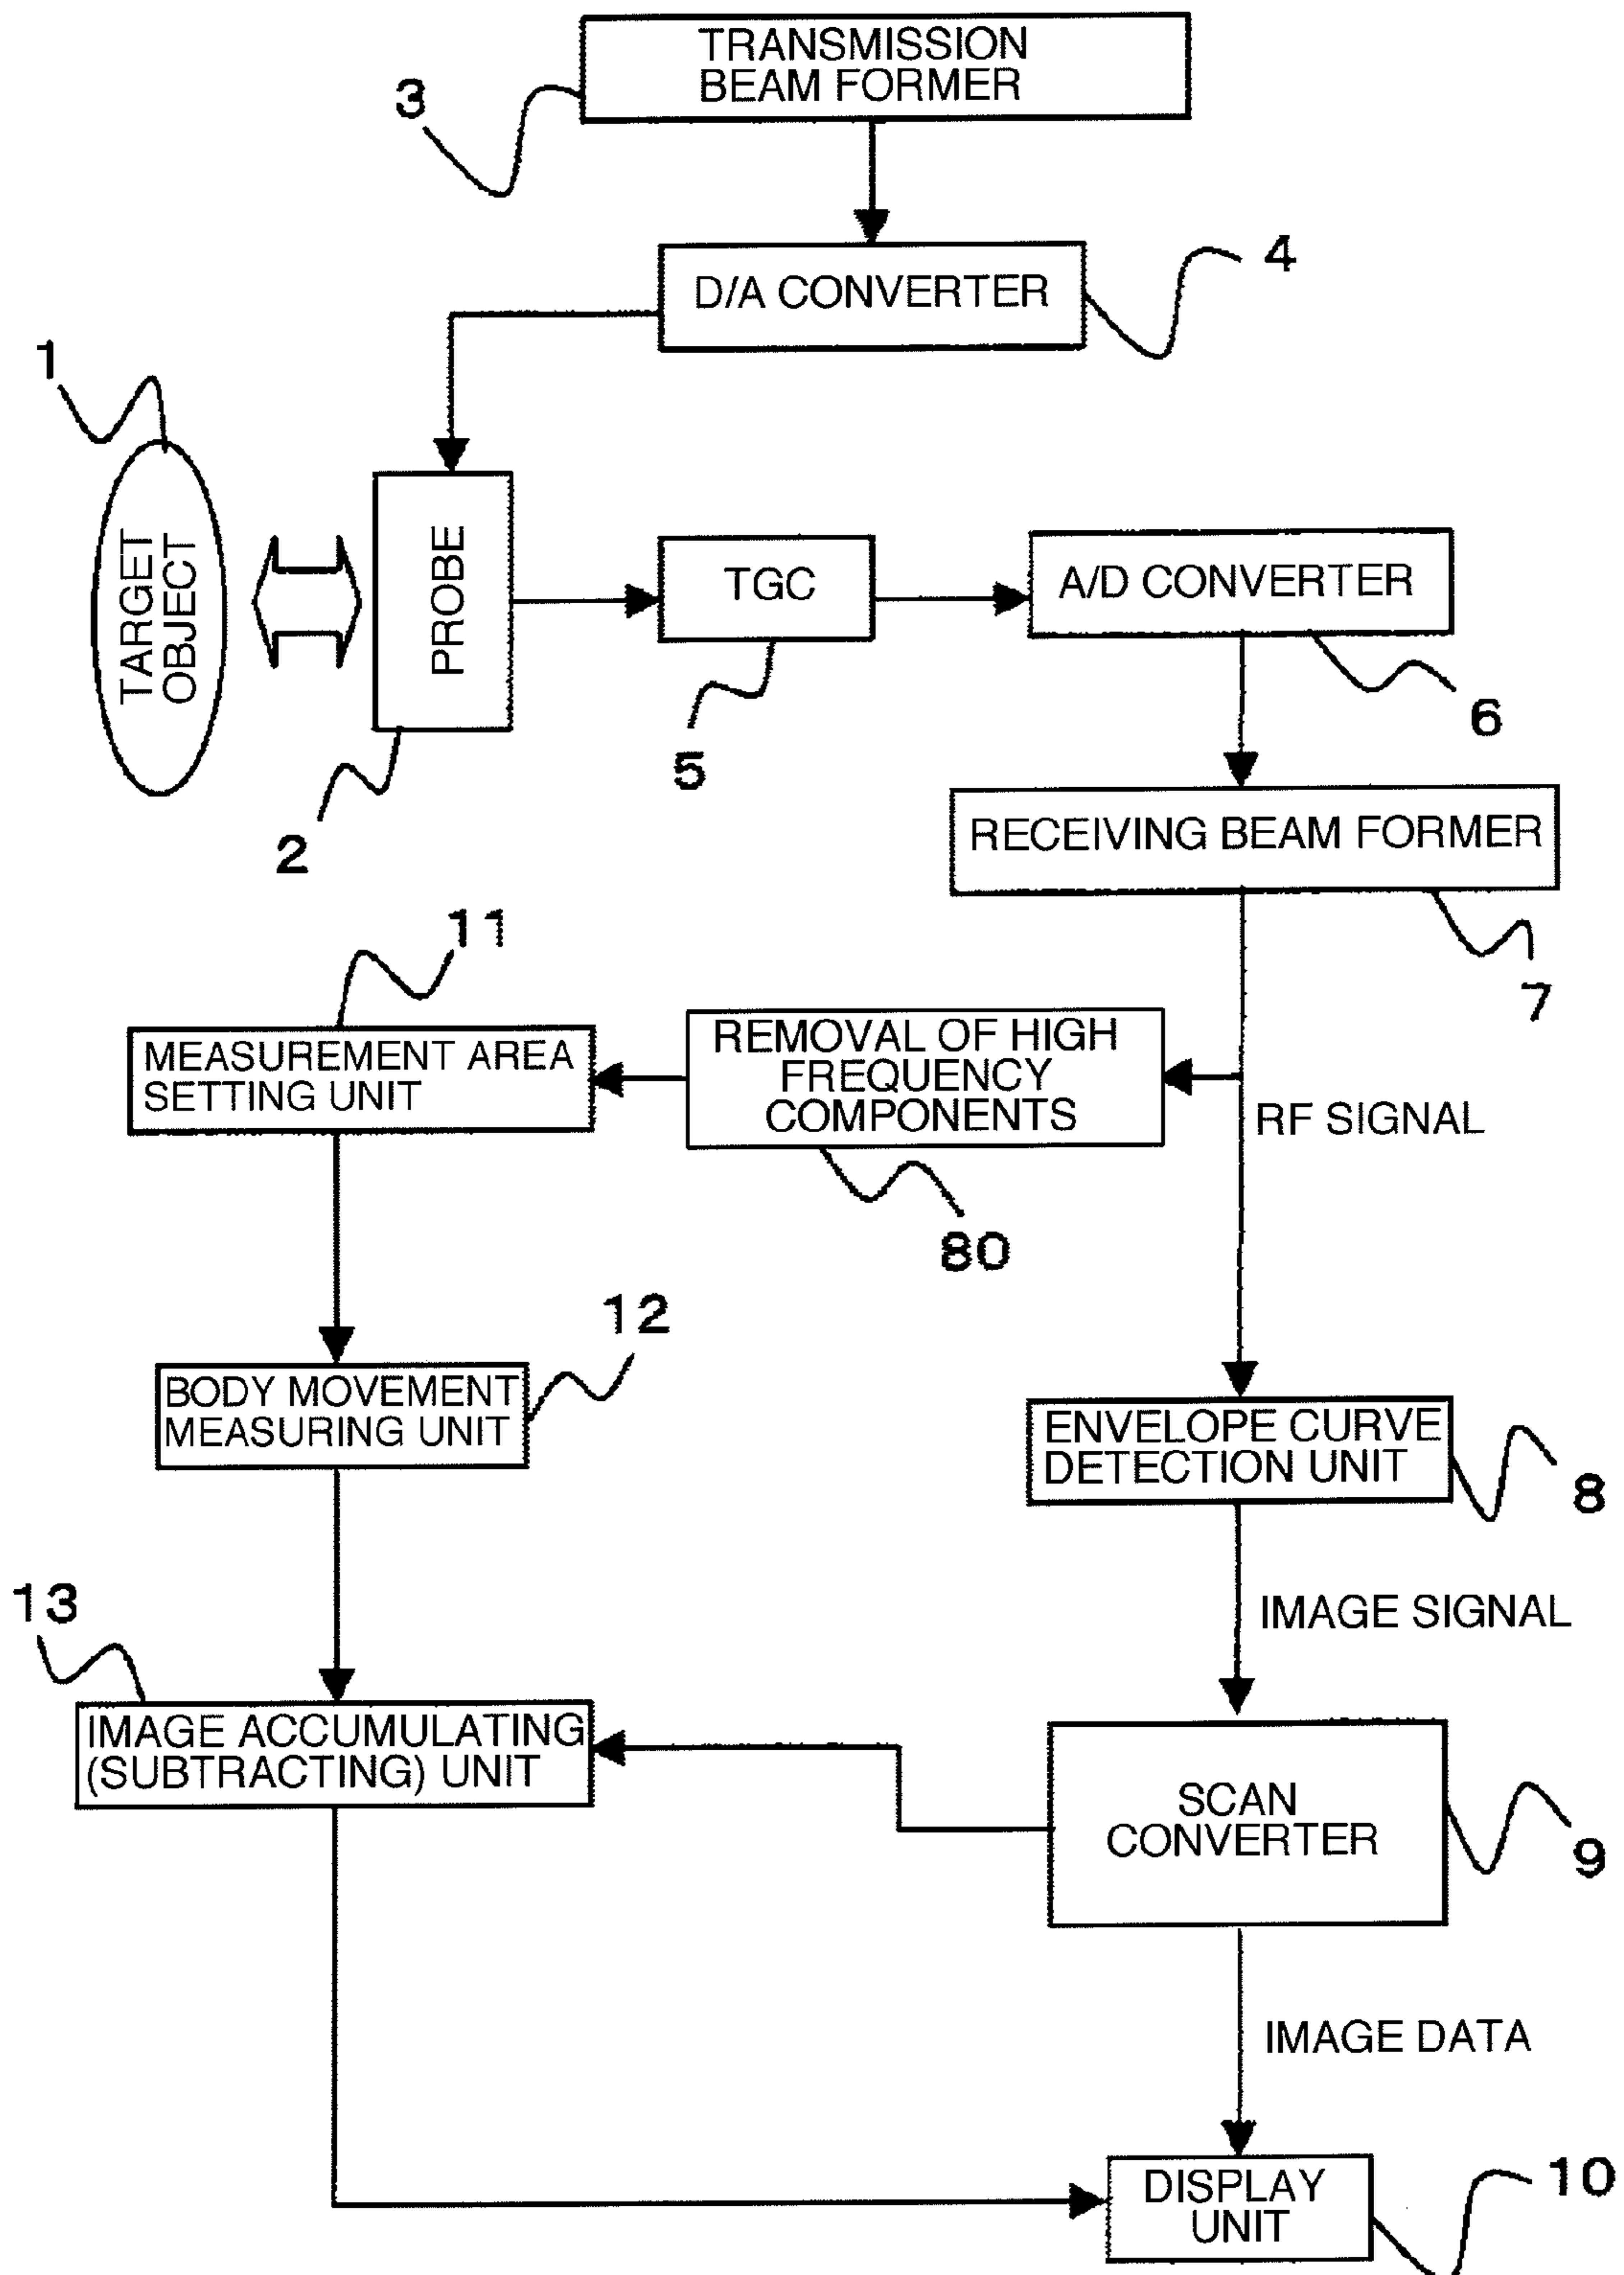 TRANSMISSION
BEAM FORMER
3
D/A CONVERTER
4
1
TARGET
OBJECT
PROBE
2
TGC
5
A/D CONVERTER
6
RECEIVING BEAM FORMER
7
11
MEASUREMENT AREA
SETTING UNIT
REMOVAL OF HIGH
FREQUENCY
COMPONENTS
80
RF SIGNAL
12
BODY MOVEMENT
MEASURING UNIT
ENVELOPE CURVE
DETECTION UNIT
8
IMAGE SIGNAL
13
IMAGE ACCUMULATING
(SUBTRACTING) UNIT
SCAN
CONVERTER
9
IMAGE DATA
DISPLAY
UNIT
10